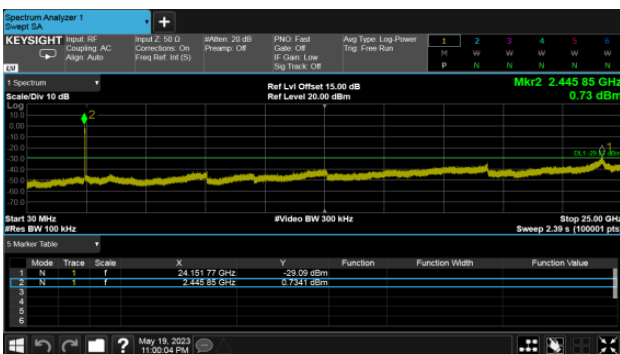 Spectrum Analyzer 1
Swept SA
+
KEYSIGHT Input: RF Input Z: 50 Ω #Atten: 20 dB PNO: Fast Avg Type: Log-Power 1 2 3 4 5 6
Coupling: AC Corrections: On Preamp: Off Gate: Off Trig: Free Run M W W W W W
Align: Auto Freq Ref: Int (S) IF Gain: Low P N N N N N
LXI Sig Track: Off
1 Spectrum Ref Lvl Offset 15.00 dB Mkr2 2.445 85 GHz
Scale/Div 10 dB Ref Level 20.00 dBm 0.73 dBm
Log
10.0
0.00
-10.0
-20.0
-30.0
-40.0
-50.0
-60.0
-70.0
2
1
Start 30 MHz #Video BW 300 kHz Stop 25.00 GHz
#Res BW 100 kHz Sweep 2.39 s (100001 pts)
5 Marker Table
Mode Trace Scale X Y Function Function Width Function Value
1 N 1 f 24.151 77 GHz -29.09 dBm
2 N 1 f 2.445 85 GHz 0.7341 dBm
3
4
5
6
? May 19, 2023
11:00:04 PM